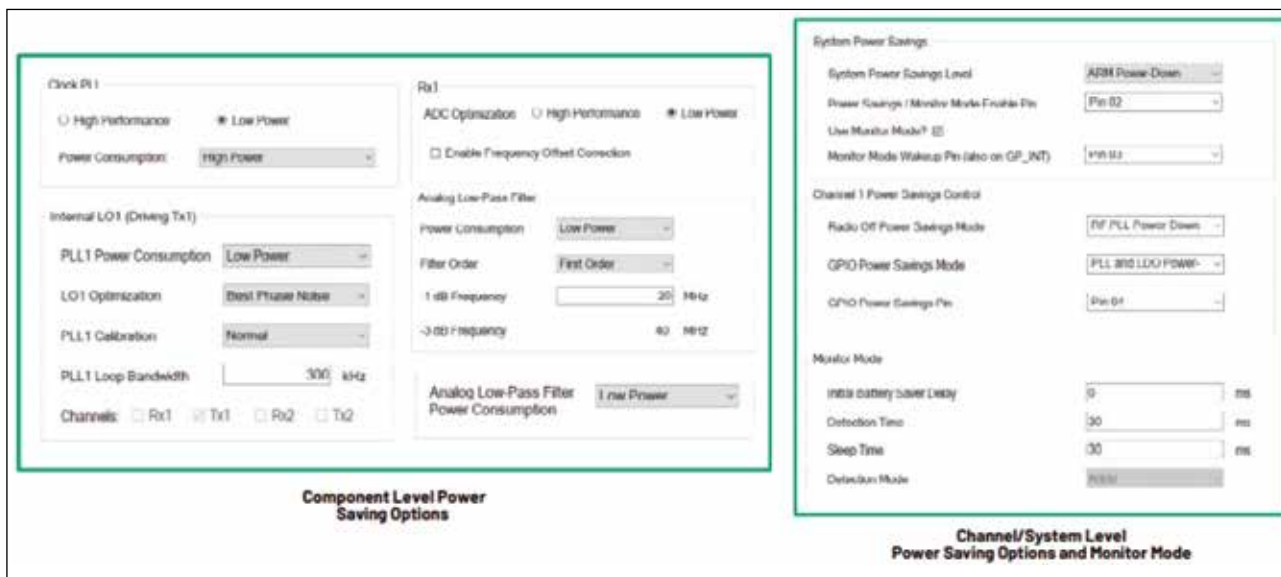 Clock PLL
High Performance Low Power
Power Consumption: High Power
Internal LO1 (Driving Tx1)
PLL1 Power Consumption Low Power
LO1 Optimization Best Phase Noise
PLL1 Calibration Normal
PLL1 Loop Bandwidth 300 kHz
Channels: Rx1 Tx1 Rx2 Tx2
Rx1
ADC Optimization High Performance Low Power
Enable Frequency Offset Correction
Analog Low-Pass Filter
Power Consumption Low Power
Filter Order First Order
-1 dB Frequency 20 MHz
-3 dB Frequency 40 MHz
Analog Low-Pass Filter
Power Consumption Low Power
Component Level Power
Saving Options
System Power Savings
System Power Savings Level ARM Power-Down
Power Savings / Monitor Mode Enable Pin Pin 02
Use Monitor Mode?
Monitor Mode Wakeup Pin (also on GP_INT) Pin 03
Channel 1 Power Savings Control
Radio Off Power Savings Mode RF PLL Power Down
GPIO Power Savings Mode PLL and LDO Power-
GPIO Power Savings Pin Pin 01
Monitor Mode
Initial Battery Saver Delay 0 ms
Detection Time 30 ms
Sleep Time 30 ms
Detection Mode
Channel/System Level
Power Saving Options and Monitor Mode